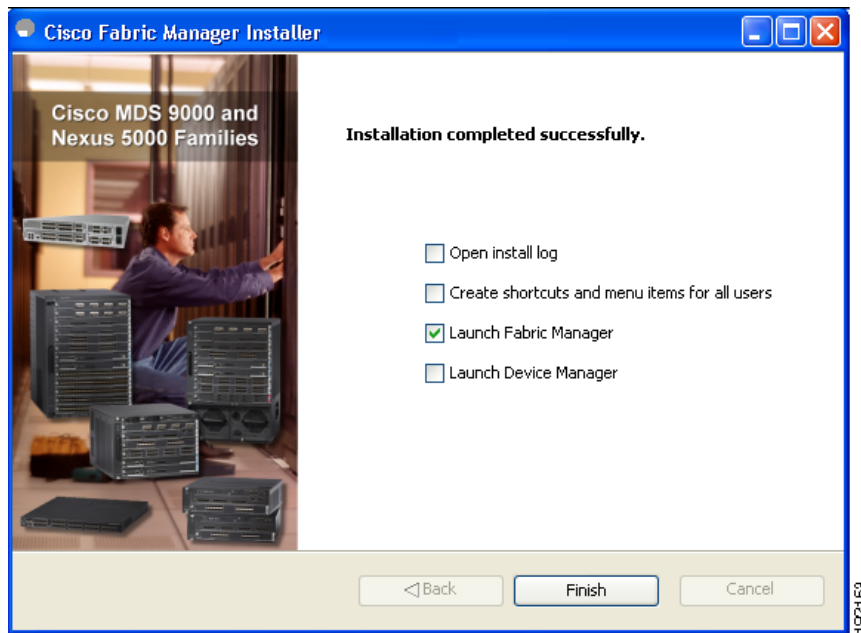 Cisco Fabric Manager Installer
Cisco MDS 9000 and
Nexus 5000 Families
Installation completed successfully.
Open install log
Create shortcuts and menu items for all users
Launch Fabric Manager
Launch Device Manager
Back
Finish
Cancel